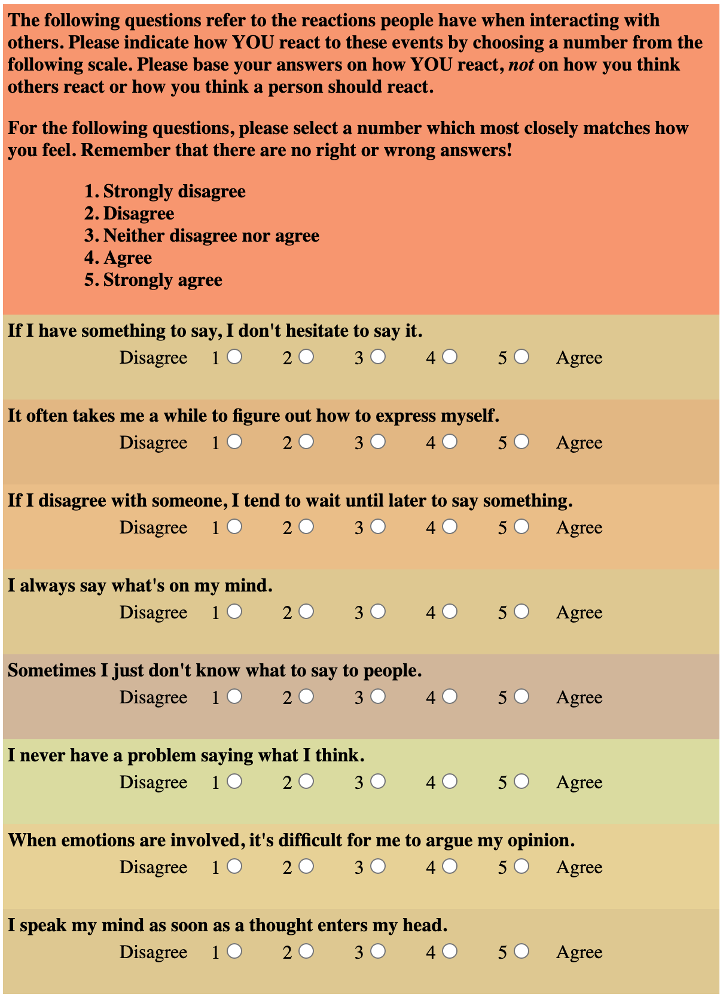 The following questions refer to the reactions people have when interacting with
others. Please indicate how YOU react to these events by choosing a number from the
following scale. Please base your answers on how YOU react, not on how you think
others react or how you think a person should react.
For the following questions, please select a number which most closely matches how
you feel. Remember that there are no right or wrong answers!
1. Strongly disagree
2. Disagree
3. Neither disagree nor agree
4. Agree
5. Strongly agree
If I have something to say, I don't hesitate to say it.
Disagree 1 2 3 4 5 Agree
It often takes me a while to figure out how to express myself.
Disagree 1 2 3 4 5 Agree
If I disagree with someone, I tend to wait until later to say something.
Disagree 1 2 3 4 5 Agree
I always say what's on my mind.
Disagree 1 2 3 4 5 Agree
Sometimes I just don't know what to say to people.
Disagree 1 2 3 4 5 Agree
I never have a problem saying what I think.
Disagree 1 2 3 4 5 Agree
When emotions are involved, it's difficult for me to argue my opinion.
Disagree 1 2 3 4 5 Agree
I speak my mind as soon as a thought enters my head.
Disagree 1 2 3 4 5 Agree